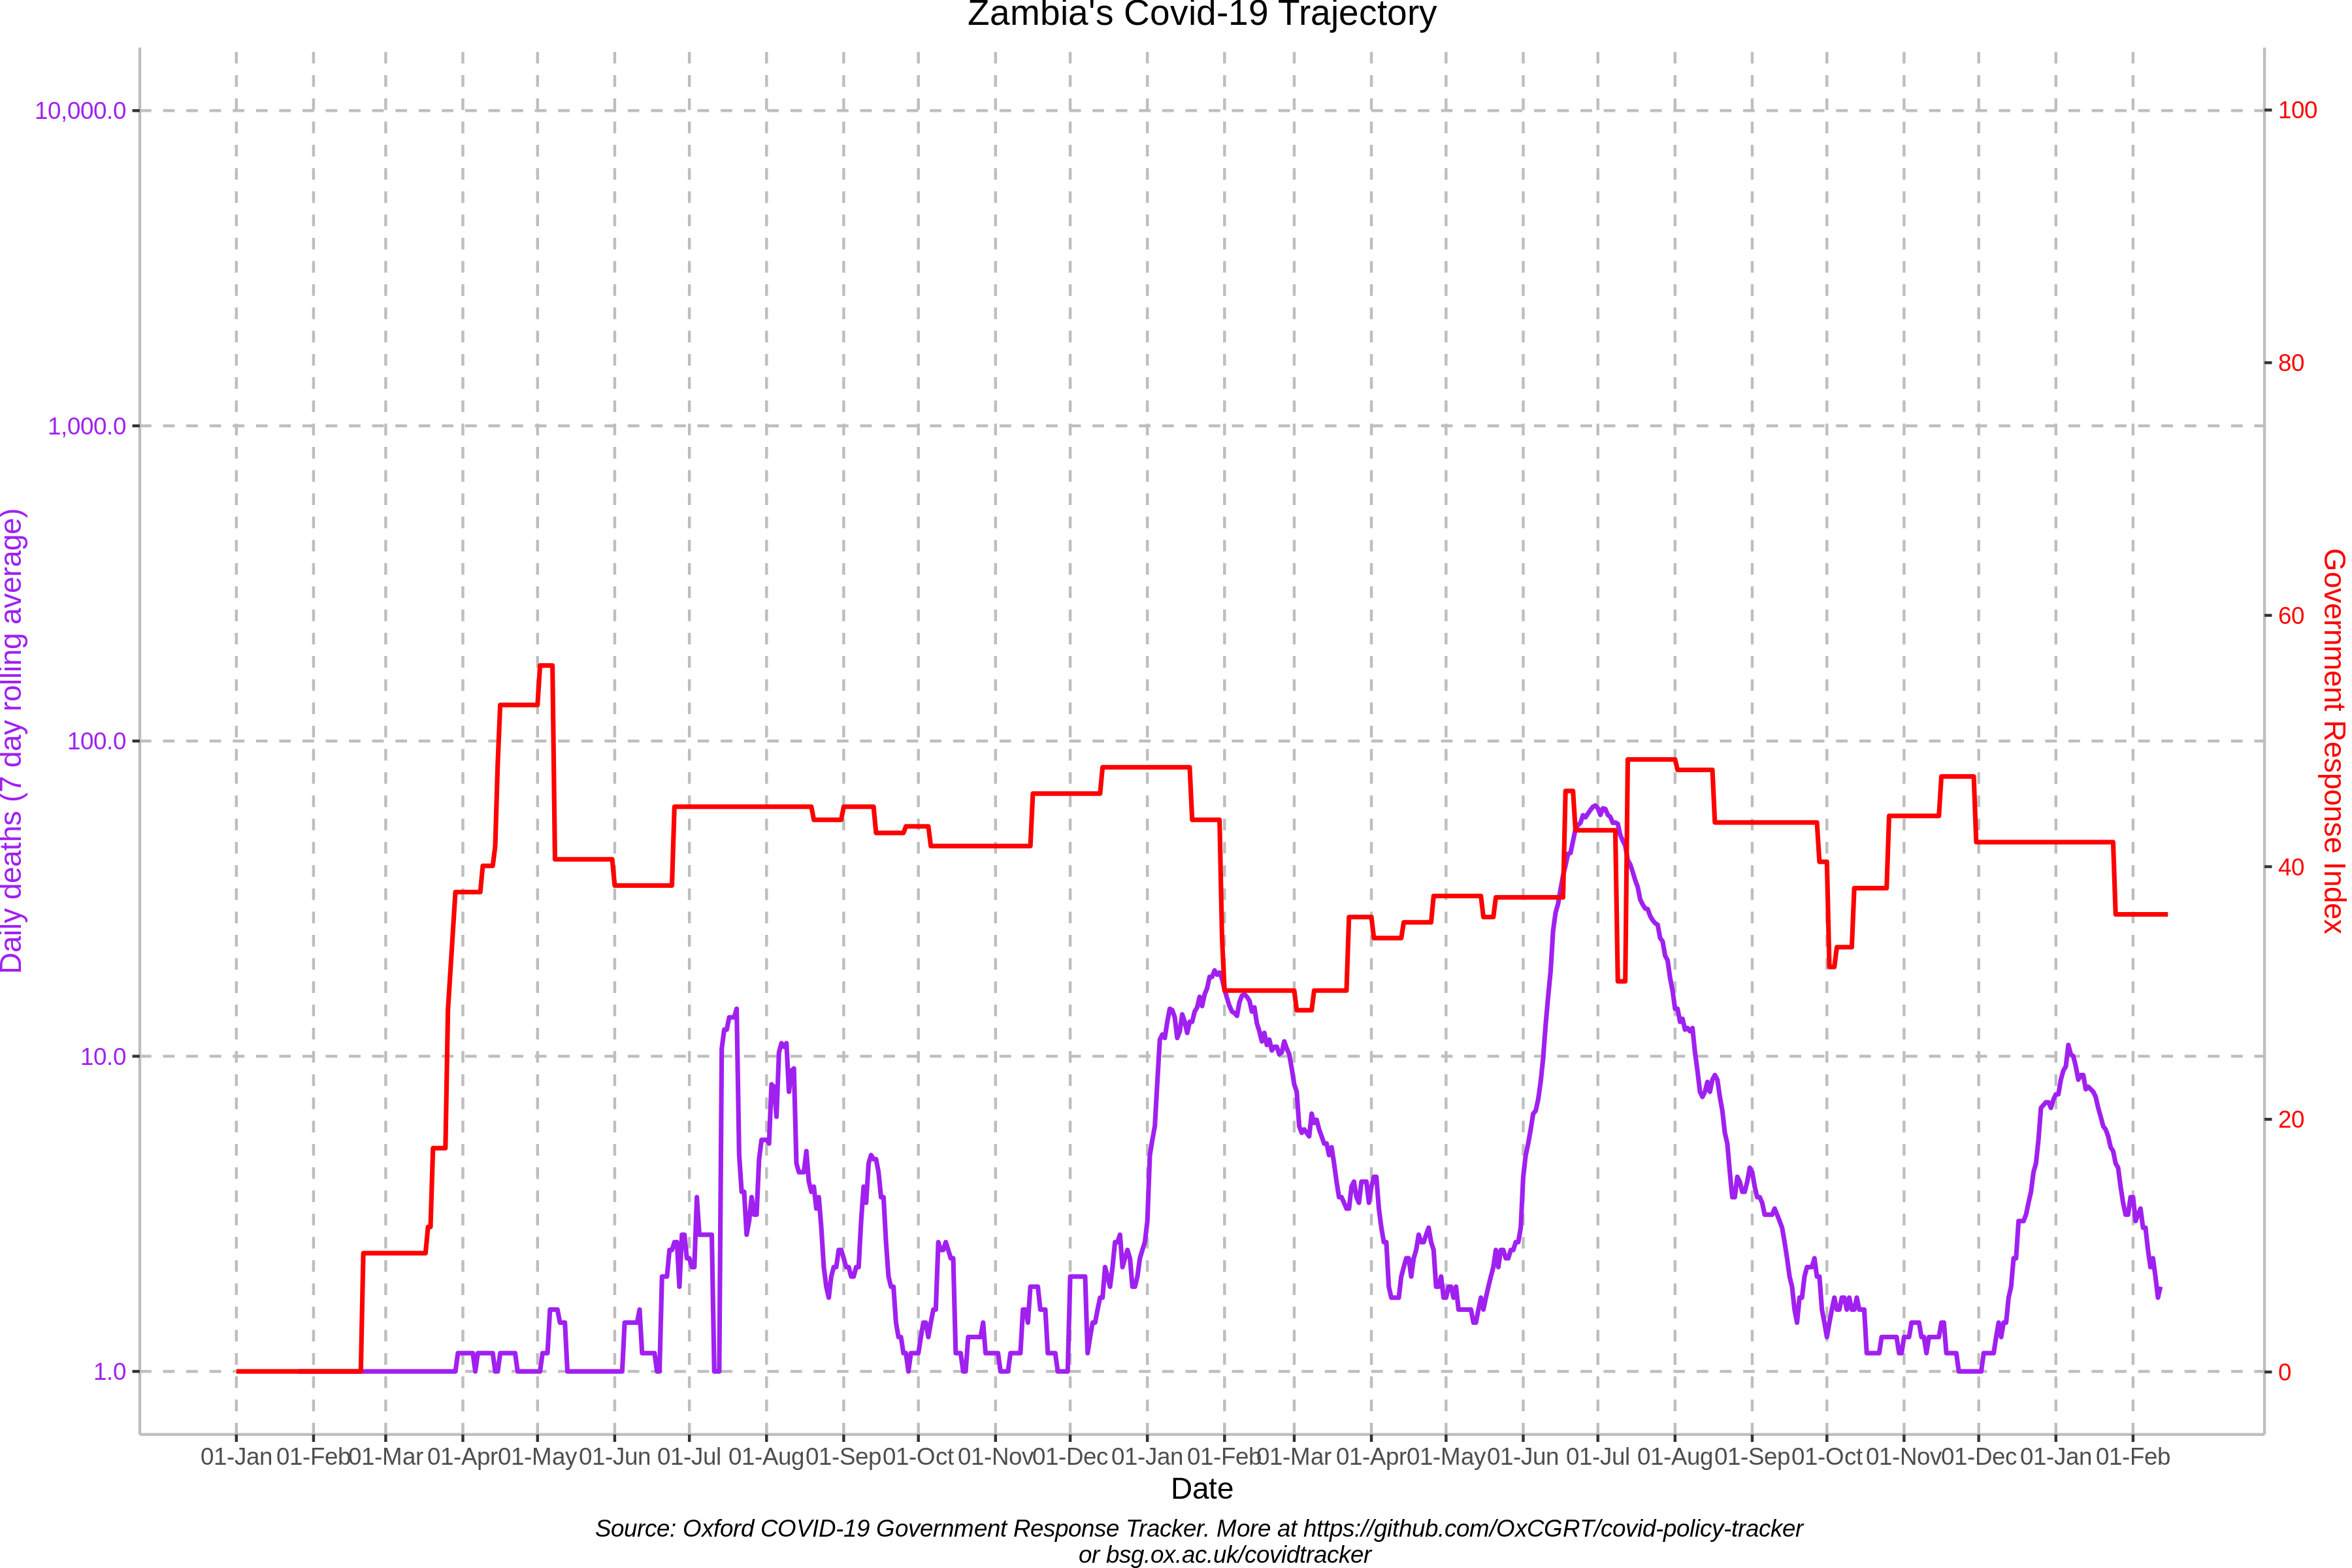 Zambia's Covid-19 Trajectory
10,000.0
1,000.0
100.0
10.0
1.0
Daily deaths (7 day rolling average)
100
80
60
40
20
0
Government Response Index
01-Jan 01-Feb 01-Mar 01-Apr 01-May 01-Jun 01-Jul 01-Aug 01-Sep 01-Oct 01-Nov 01-Dec 01-Jan 01-Feb 01-Mar 01-Apr 01-May 01-Jun 01-Jul 01-Aug 01-Sep 01-Oct 01-Nov 01-Dec 01-Jan 01-Feb
Date
Source: Oxford COVID-19 Government Response Tracker. More at https://github.com/OxCGRT/covid-policy-tracker
or bsg.ox.ac.uk/covidtracker